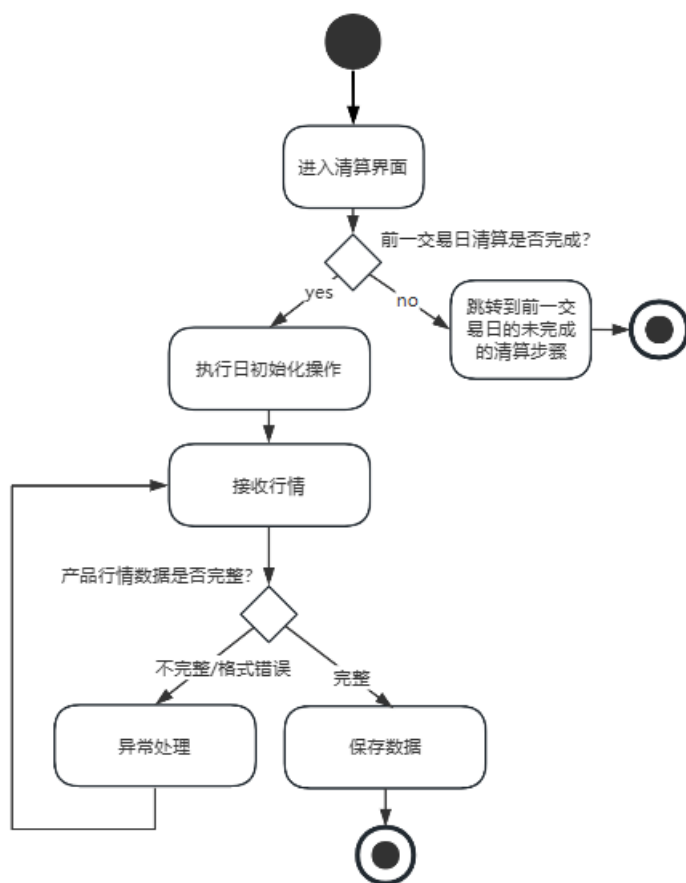 进入清算界面
前一交易日清算是否完成？
yes
no
跳转到前一交
易日的未完成
的清算步骤
执行日初始化操作
接收行情
产品行情数据是否完整？
不完整/格式错误
完整
异常处理
保存数据